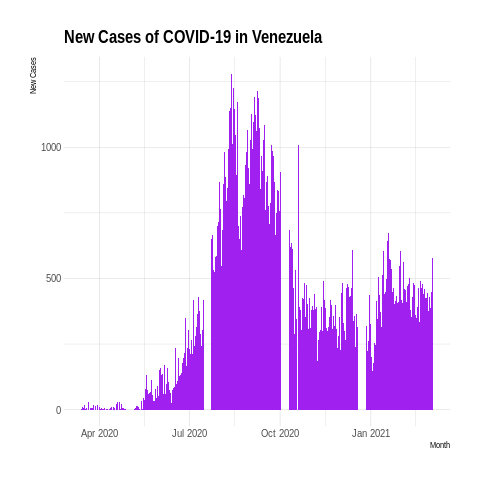 New Cases of COVID-19 in Venezuela
New Cases
1000
500
0
Apr 2020 Jul 2020 Oct 2020 Jan 2021
Month